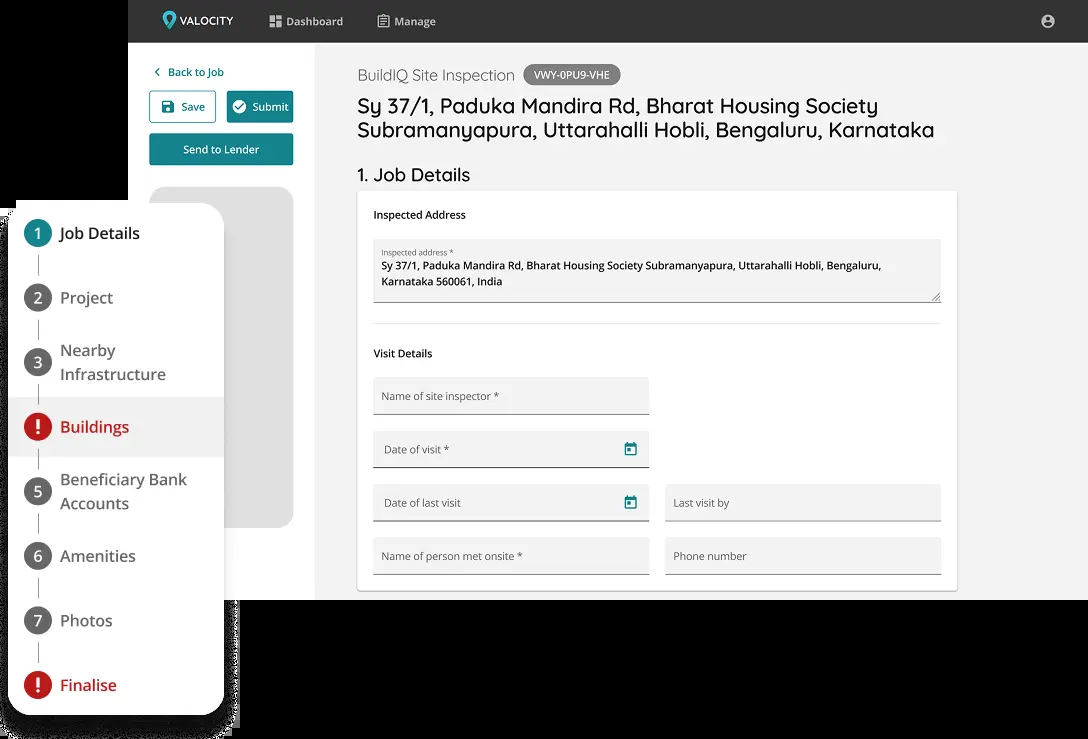 VALOCITY
Dashboard
Manage
Back to Job
Save
Submit
Send to Lender
1
Job Details
2
Project
3
Nearby
Infrastructure
!
Buildings
5
Beneficiary Bank
Accounts
6
Amenities
7
Photos
!
Finalise
BuildIQ Site Inspection
VWY-0PU9-VHE
Sy 37/1, Paduka Mandira Rd, Bharat Housing Society
Subramanyapura, Uttarahalli Hobli, Bengaluru, Karnataka
1. Job Details
Inspected Address
Inspected address *
Sy 37/1, Paduka Mandira Rd, Bharat Housing Society Subramanyapura, Uttarahalli Hobli, Bengaluru,
Karnataka 560061, India
Visit Details
Name of site inspector *
Date of visit *
Date of last visit
Last visit by
Name of person met onsite *
Phone number